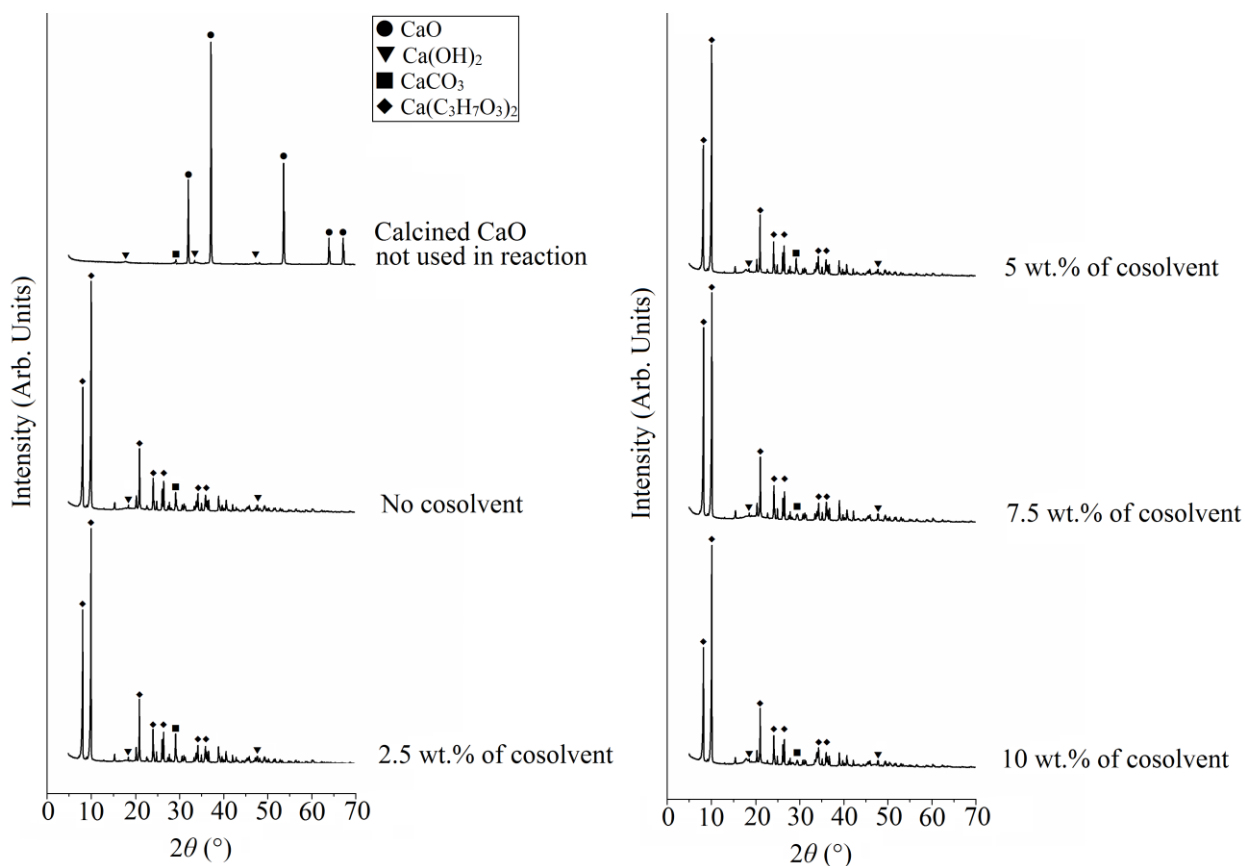 ● CaO
▼ Ca(OH)₂
■ CaCO₃
◆ Ca(C₃H₇O₃)₂
Calcined CaO
not used in reaction
No cosolvent
2.5 wt.% of cosolvent
Intensity (Arb. Units)
0 10 20 30 40 50 60 70
2θ (°)
5 wt.% of cosolvent
7.5 wt.% of cosolvent
10 wt.% of cosolvent
Intensity (Arb. Units)
0 10 20 30 40 50 60 70
2θ (°)